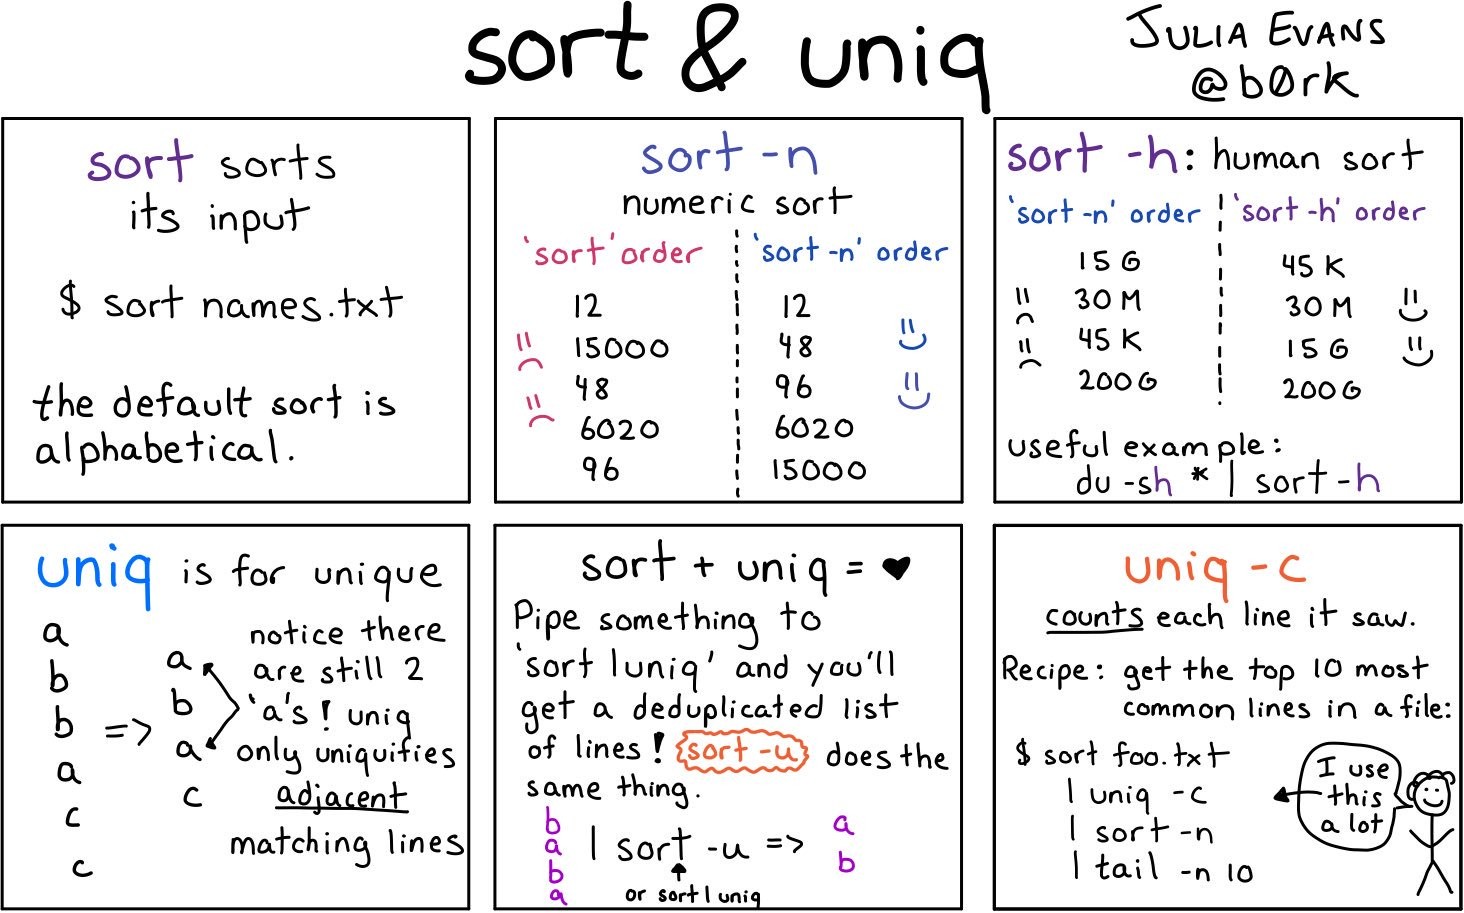 sort & uniq
JULIA EVANS
@b0rk
sort sorts
its input
$ sort names.txt
the default sort is
alphabetical.
sort -n
numeric sort
'sort' order
12
15000
48
6020
96
'sort -n' order
12
48
96
6020
15000
sort -h: human sort
'sort -n' order
15 G
30 M
45 K
200 G
'sort -h' order
45 K
30 M
15 G
200 G
useful example:
du -sh * | sort -h
uniq is for unique
a
b
b
a
c
c
=>
a
b
a
c
notice there
are still 2
'a's! uniq
only uniquifies
adjacent
matching lines
sort + uniq = ♥
Pipe something to
'sort | uniq' and you'll
get a deduplicated list
of lines! sort -u does the
same thing.
b
a
b
a
| sort -u =>
a
b
or sort | uniq
uniq -c
counts each line it saw.
Recipe: get the top 10 most
common lines in a file:
$ sort foo.txt
| uniq -c
| sort -n
| tail -n 10
I use
this
a lot